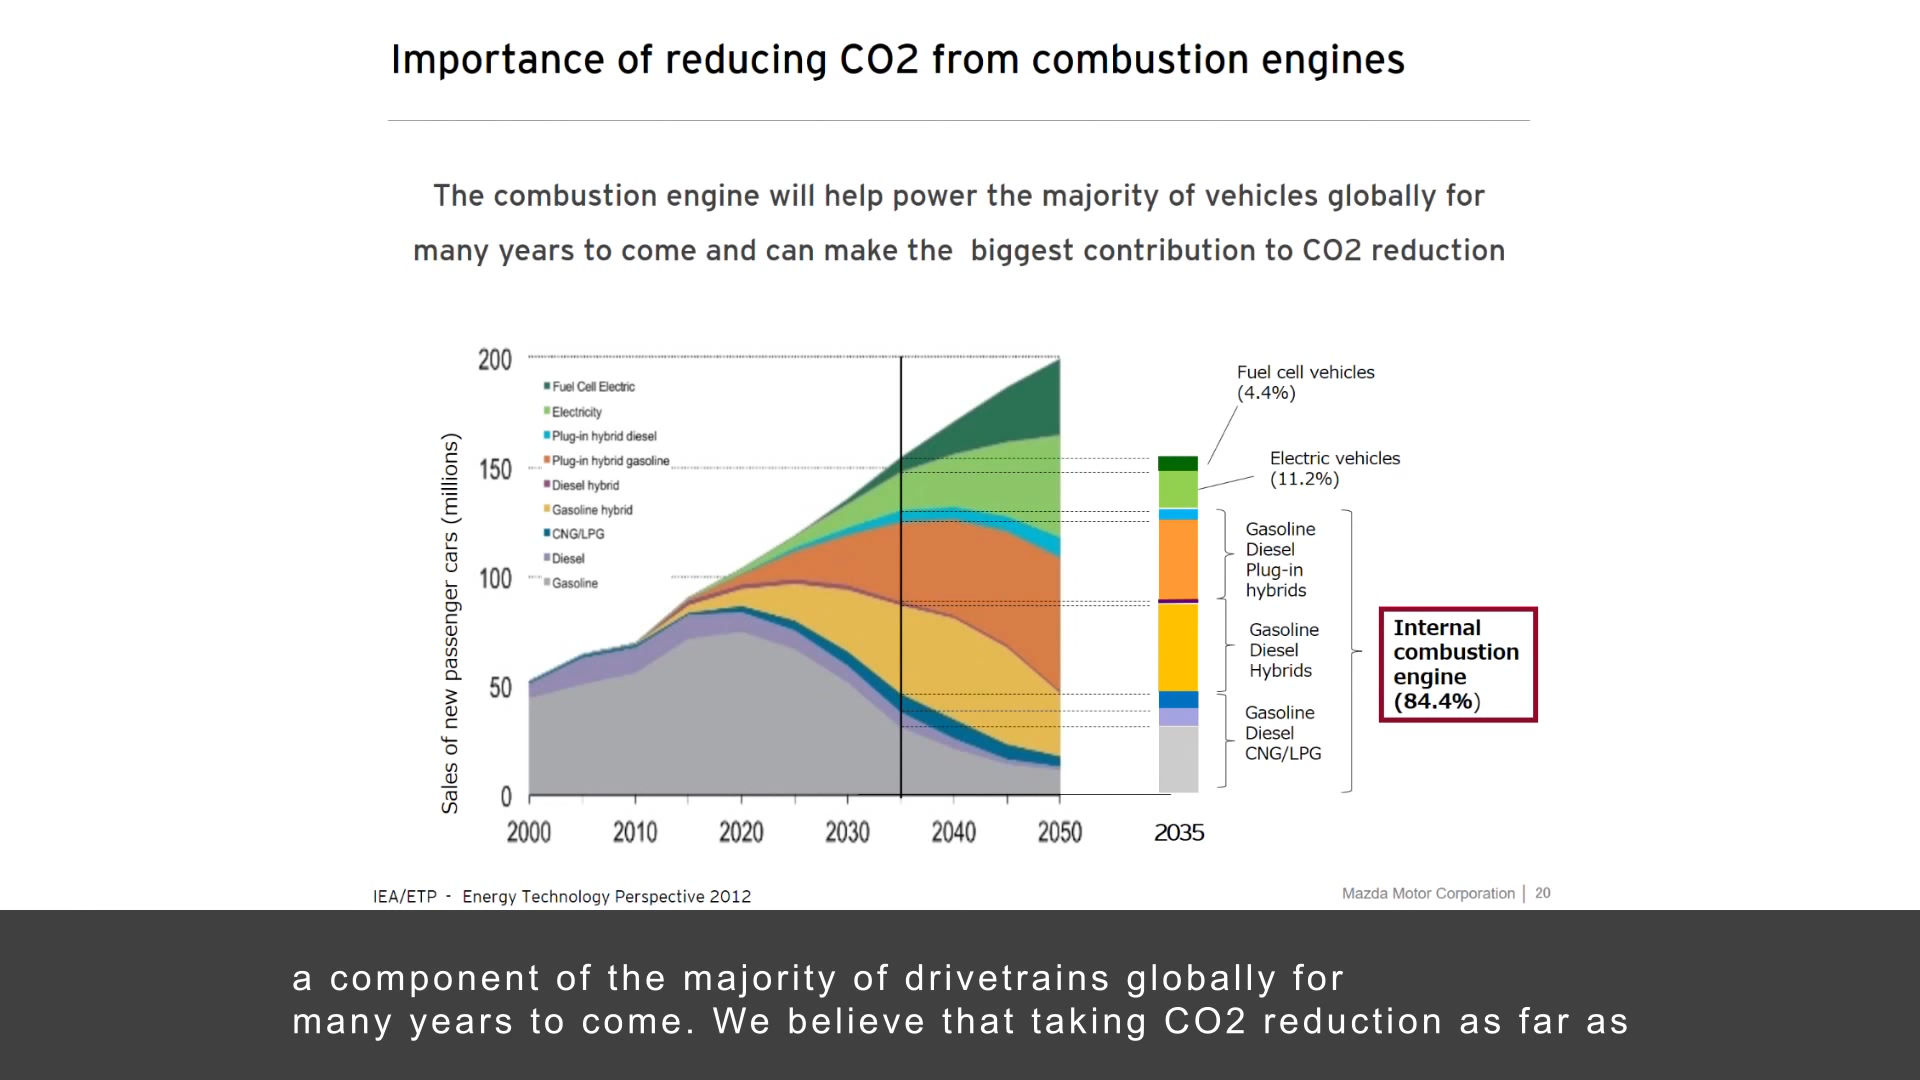 Importance of reducing CO2 from combustion engines
The combustion engine will help power the majority of vehicles globally for
many years to come and can make the  biggest contribution to CO2 reduction
Sales of new passenger cars (millions)
200
150
100
50
0
Fuel Cell Electric
Electricity
Plug-in hybrid diesel
Plug-in hybrid gasoline
Diesel hybrid
Gasoline hybrid
CNG/LPG
Diesel
Gasoline
2000
2010
2020
2030
2040
2050
2035
Fuel cell vehicles
(4.4%)
Electric vehicles
(11.2%)
Gasoline
Diesel
Plug-in
hybrids
Gasoline
Diesel
Hybrids
Gasoline
Diesel
CNG/LPG
Internal
combustion
engine
(84.4%)
IEA/ETP - Energy Technology Perspective 2012
Mazda Motor Corporation | 20
a component of the majority of drivetrains globally for
many years to come. We believe that taking CO2 reduction as far as